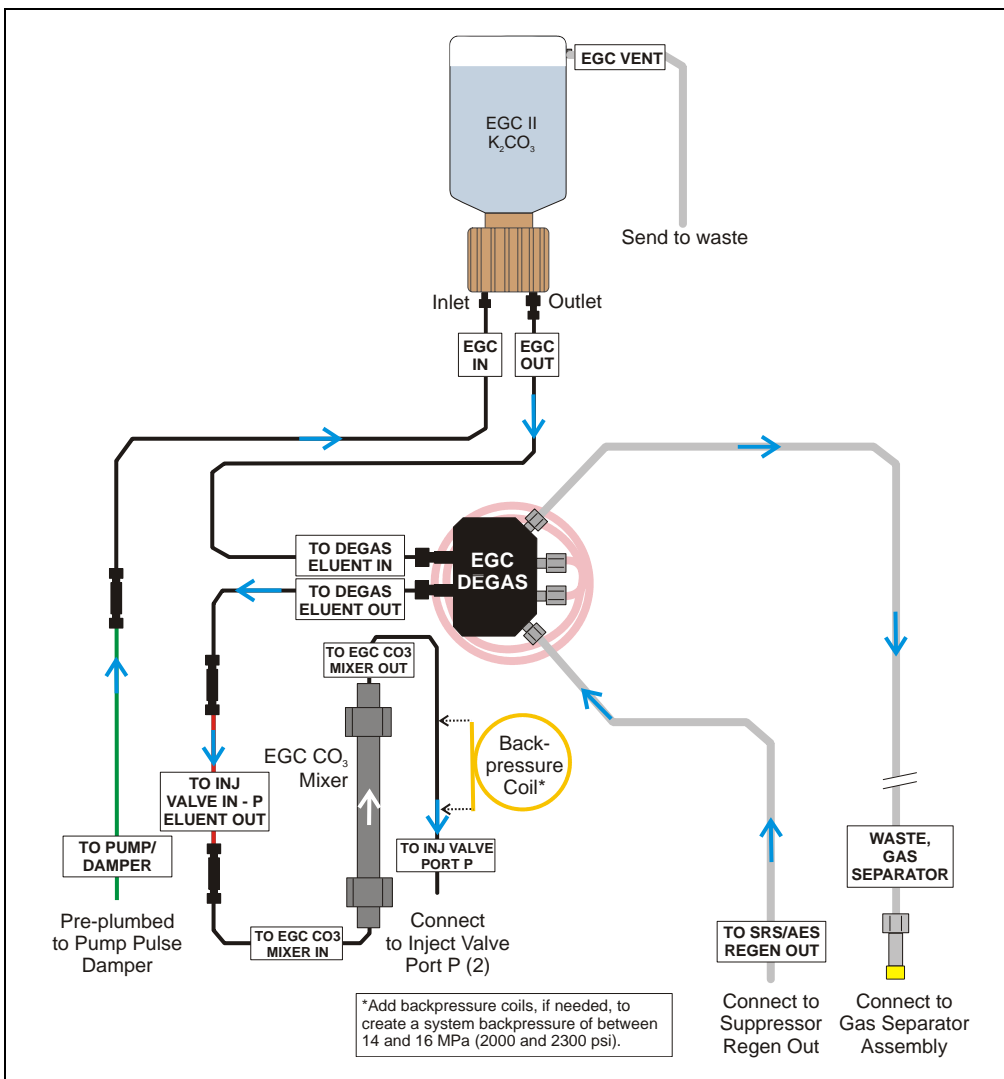 EGC VENT
EGC II
K₂CO₃
Send to waste
Inlet
Outlet
EGC
IN
EGC
OUT
TO DEGAS
ELUENT IN
EGC
DEGAS
TO DEGAS
ELUENT OUT
TO EGC CO3
MIXER OUT
EGC CO₃
Mixer
Back-
pressure
Coil*
TO INJ
VALVE IN - P
ELUENT OUT
TO PUMP/
DAMPER
TO INJ VALVE
PORT P
WASTE,
GAS
SEPARATOR
Pre-plumbed
to Pump Pulse
Damper
TO EGC CO3
MIXER IN
Connect
to Inject Valve
Port P (2)
TO SRS/AES
REGEN OUT
*Add backpressure coils, if needed, to
create a system backpressure of between
14 and 16 MPa (2000 and 2300 psi).
Connect to
Suppressor
Regen Out
Connect to
Gas Separator
Assembly